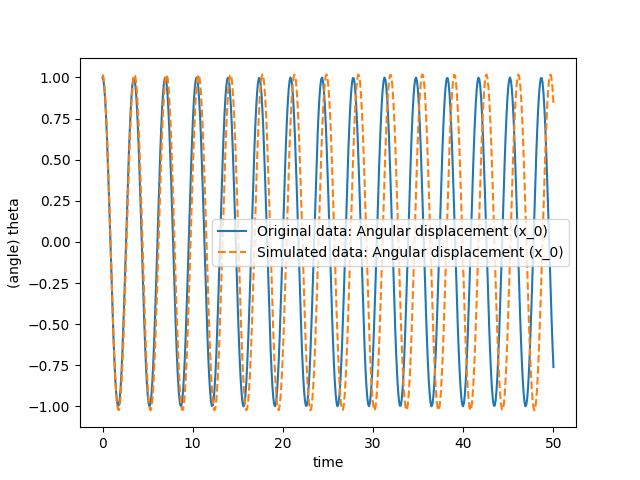 1.00
0.75
0.50
0.25
0.00
−0.25
−0.50
−0.75
−1.00
(angle) theta
Original data: Angular displacement (x_0)
Simulated data: Angular displacement (x_0)
0 10 20 30 40 50
time